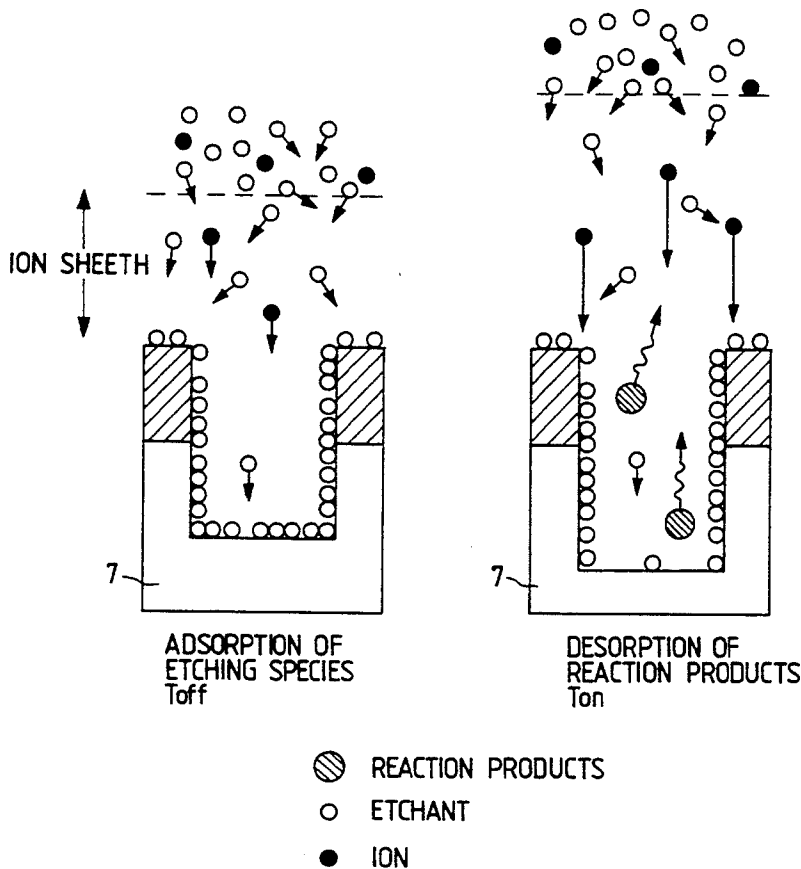 ION SHEETH
7
7
ADSORPTION OF
ETCHING SPECIES
Toff
DESORPTION OF
REACTION PRODUCTS
Ton
REACTION PRODUCTS
ETCHANT
ION